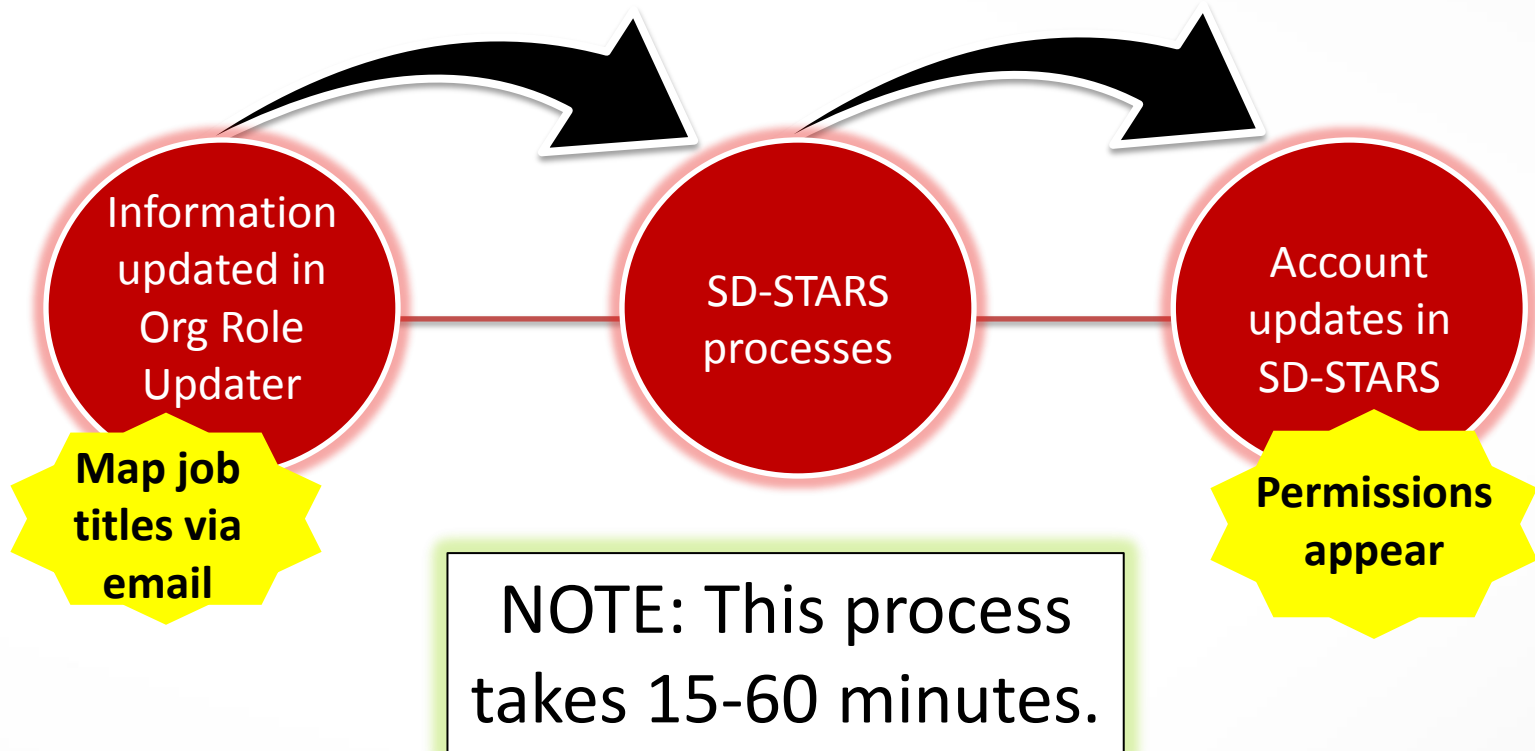 Information
updated in
Org Role
Updater
Map job
titles via
email
SD-STARS
processes
Account
updates in
SD-STARS
Permissions
appear
NOTE: This process
takes 15-60 minutes.